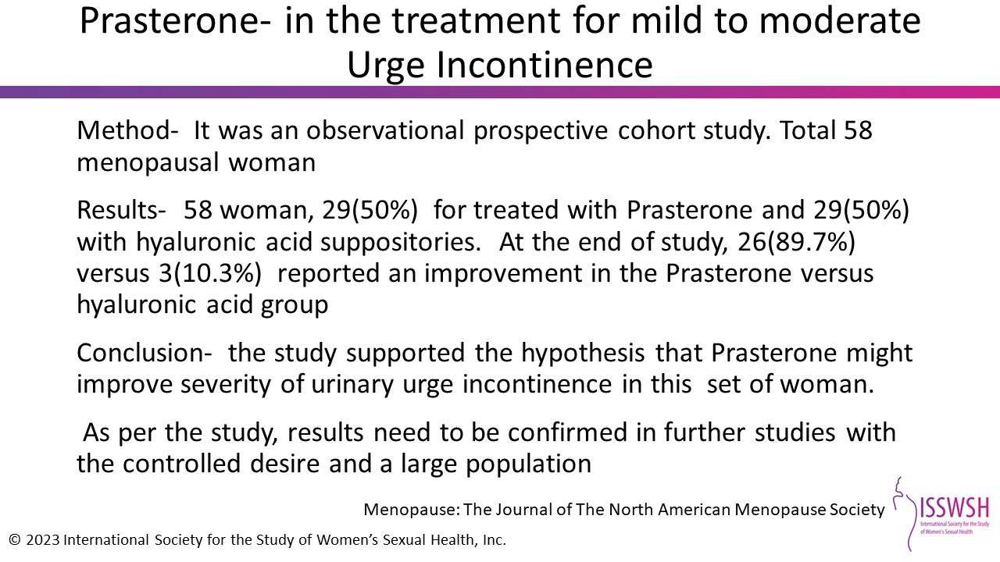 Prasterone- in the treatment for mild to moderate
Urge Incontinence
Method-  It was an observational prospective cohort study. Total 58
menopausal woman
Results-  58 woman, 29(50%)  for treated with Prasterone and 29(50%)
with hyaluronic acid suppositories.  At the end of study, 26(89.7%)
versus 3(10.3%)  reported an improvement in the Prasterone versus
hyaluronic acid group
Conclusion-  the study supported the hypothesis that Prasterone might
improve severity of urinary urge incontinence in this  set of woman.
As per the study, results need to be confirmed in further studies with
the controlled desire and a large population
Menopause: The Journal of The North American Menopause Society
ISSWSH
International Society for the Study
of Women's Sexual Health
© 2023 International Society for the Study of Women’s Sexual Health, Inc.